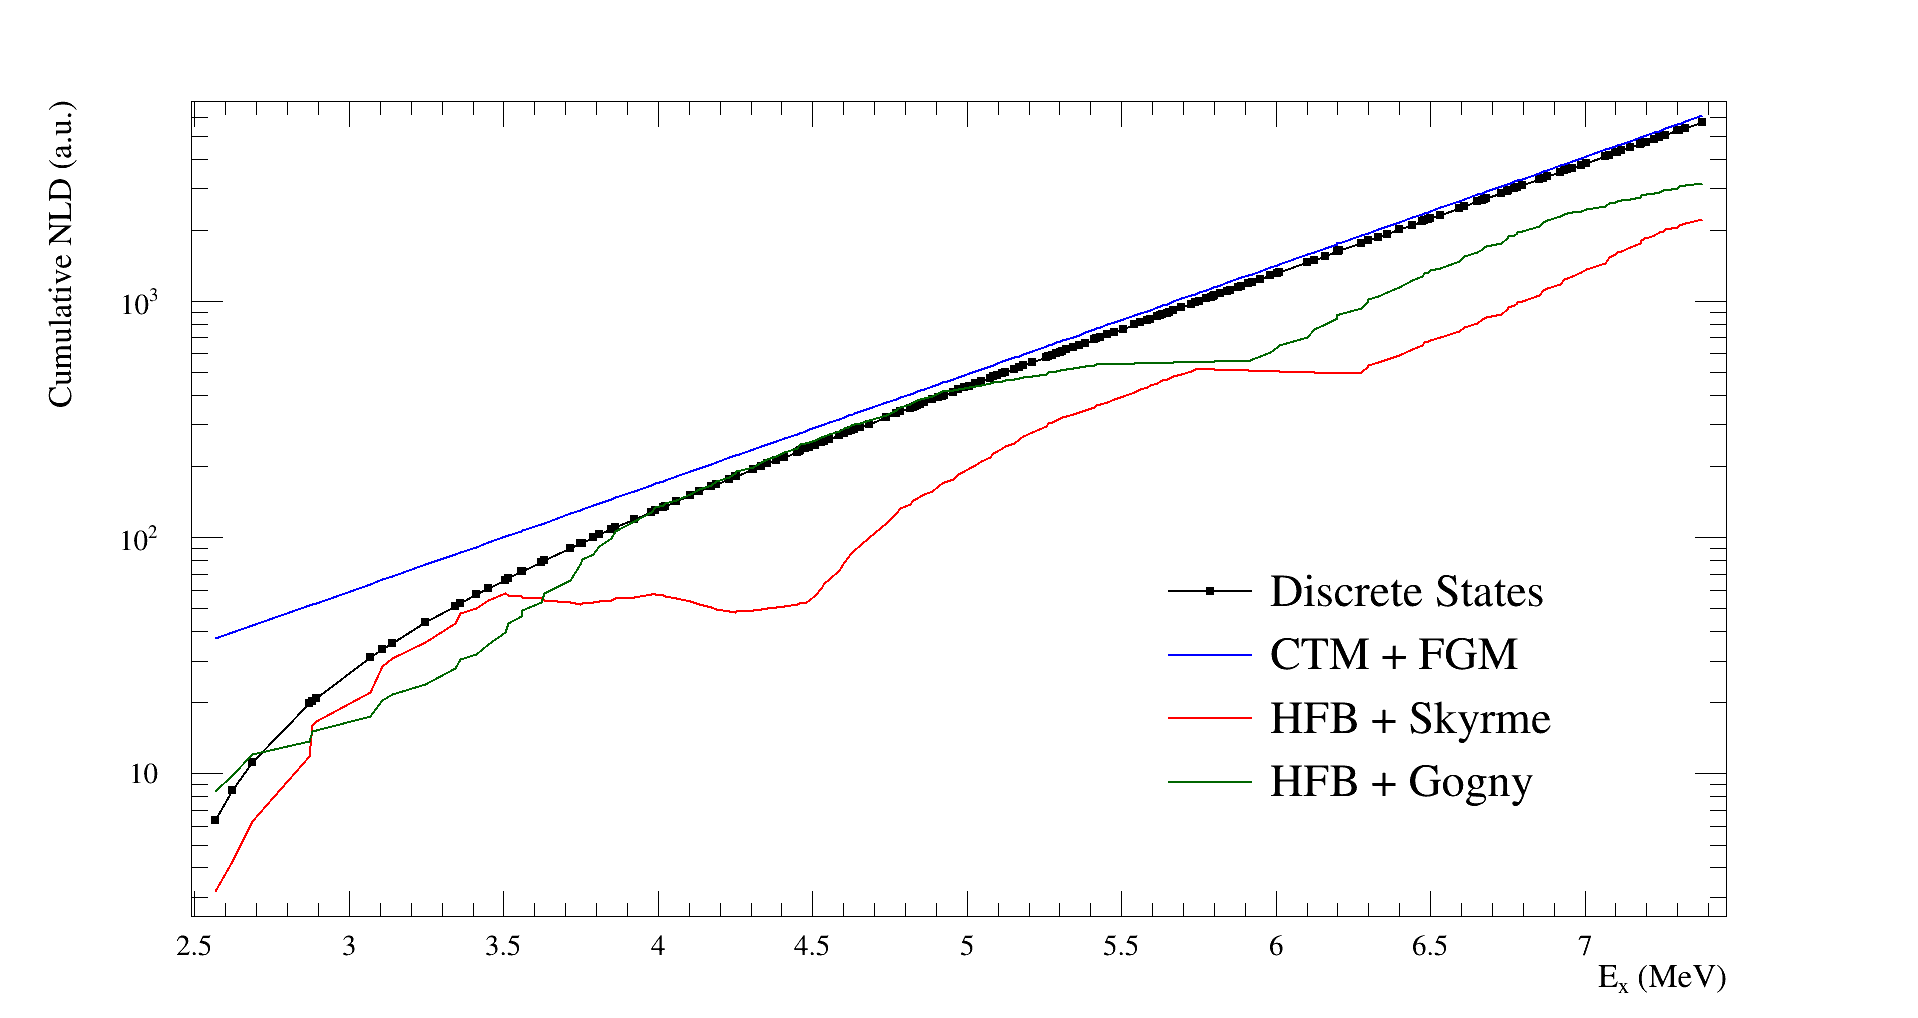 Cumulative NLD (a.u.)
10³
10²
10
Discrete States
CTM + FGM
HFB + Skyrme
HFB + Gogny
2.5 3 3.5 4 4.5 5 5.5 6 6.5 7
Eₓ (MeV)